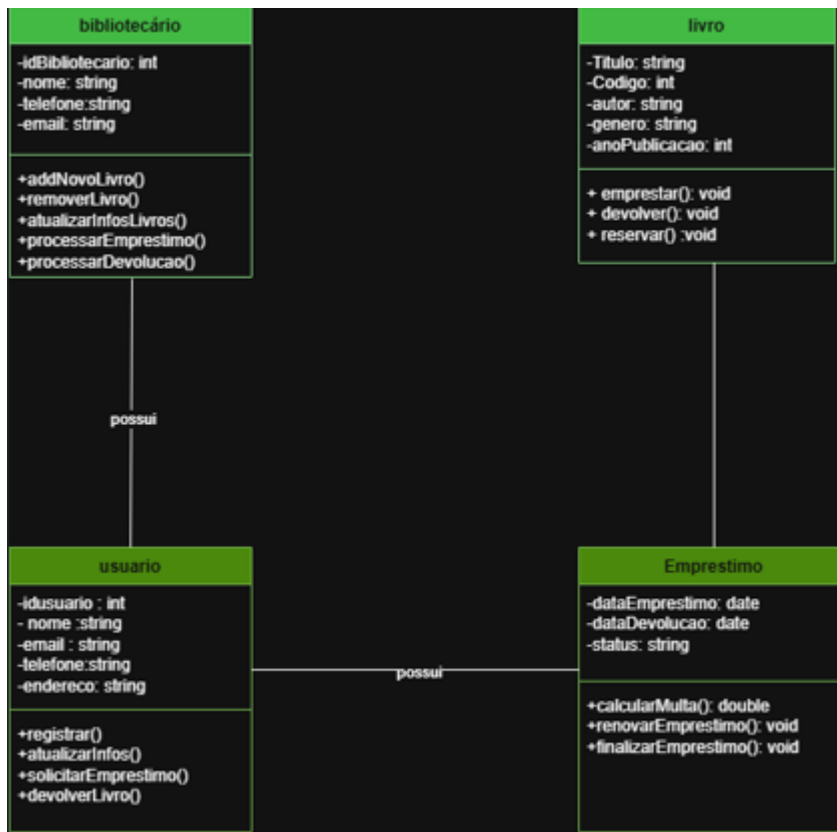 bibliotecário
-idBibliotecario: int
-nome: string
-telefone:string
-email: string
+addNovoLivro()
+removerLivro()
+atualizarInfosLivros()
+processarEmprestimo()
+processarDevolucao()
livro
-Titulo: string
-Codigo: int
-autor: string
-genero: string
-anoPublicacao: int
+ emprestar(): void
+ devolver(): void
+ reservar() :void
possui
usuario
-idusuario : int
- nome :string
-email : string
-telefone:string
-endereco: string
+registrar()
+atualizarInfos()
+solicitarEmprestimo()
+devolverLivro()
possui
Emprestimo
-dataEmprestimo: date
-dataDevolucao: date
-status: string
+calcularMulta(): double
+renovarEmprestimo(): void
+finalizarEmprestimo(): void